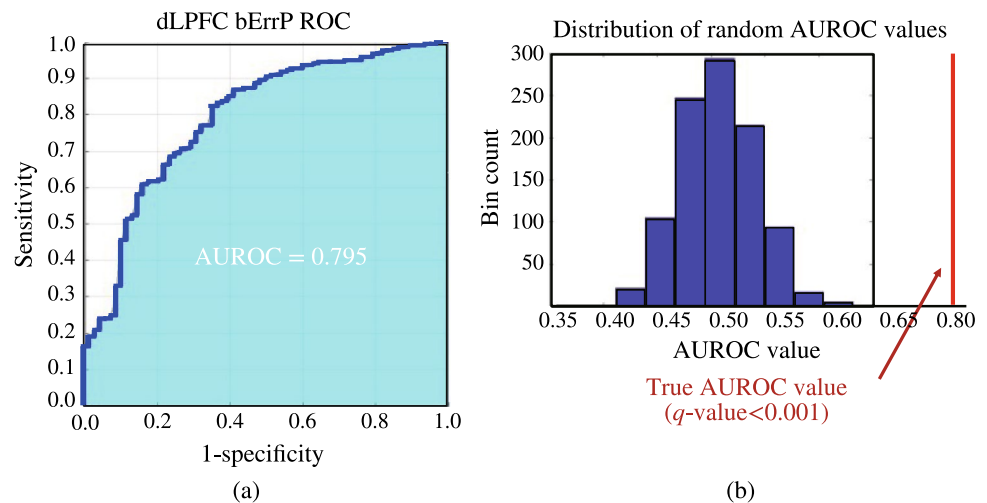 dLPFC bErrP ROC
1.0
0.9
0.8
0.7
0.6
0.5
0.4
0.3
0.2
0.1
0.0
Sensitivity
AUROC = 0.795
0.0 0.2 0.4 0.6 0.8 1.0
1-specificity
(a)
Distribution of random AUROC values
300
250
200
150
100
50
Bin count
0.35 0.40 0.45 0.50 0.55 0.60 0.65 0.80
AUROC value
True AUROC value
(q-value<0.001)
(b)